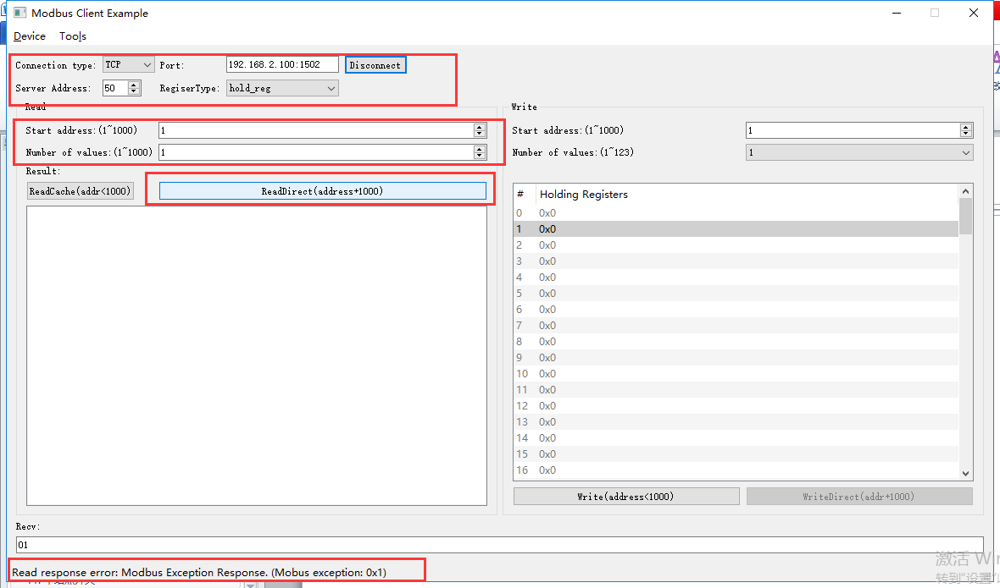 Modbus Client Example
Device Tools
Connection type: TCP Port: 192.168.2.100:1502 Disconnect
Server Address: 50 RegiserType: hold_reg
Read
Start address:(1~1000) 1
Number of values:(1~1000) 1
Result:
ReadCache(addr<1000) ReadDirect(address+1000)
Write
Start address:(1~1000) 1
Number of values:(1~123) 1
# Holding Registers
0 0x0
1 0x0
2 0x0
3 0x0
4 0x0
5 0x0
6 0x0
7 0x0
8 0x0
9 0x0
10 0x0
11 0x0
12 0x0
13 0x0
14 0x0
15 0x0
16 0x0
Write(address<1000) WriteDirect(addr+1000)
Recv:
01
Read response error: Modbus Exception Response. (Mobus exception: 0x1)
激活 Win
转到"设置"以